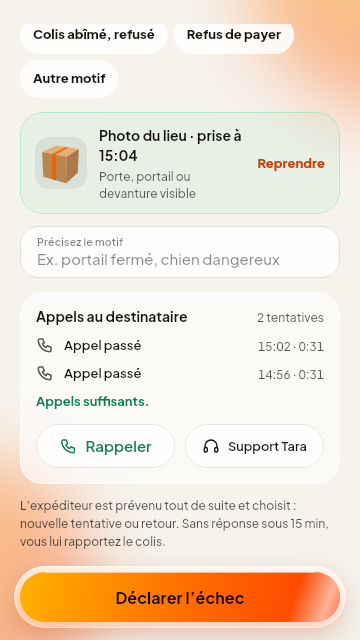 Colis abîmé, refusé
Refus de payer
Autre motif
Photo du lieu · prise à
15:04
Porte, portail ou
devanture visible
Reprendre
Précisez le motif
Ex. portail fermé, chien dangereux
Appels au destinataire
2 tentatives
Appel passé
15:02 · 0:31
Appel passé
14:56 · 0:31
Appels suffisants.
Rappeler
Support Tara
L’expéditeur est prévenu tout de suite et choisit :
nouvelle tentative ou retour. Sans réponse sous 15 min,
vous lui rapportez le colis.
Déclarer l’échec